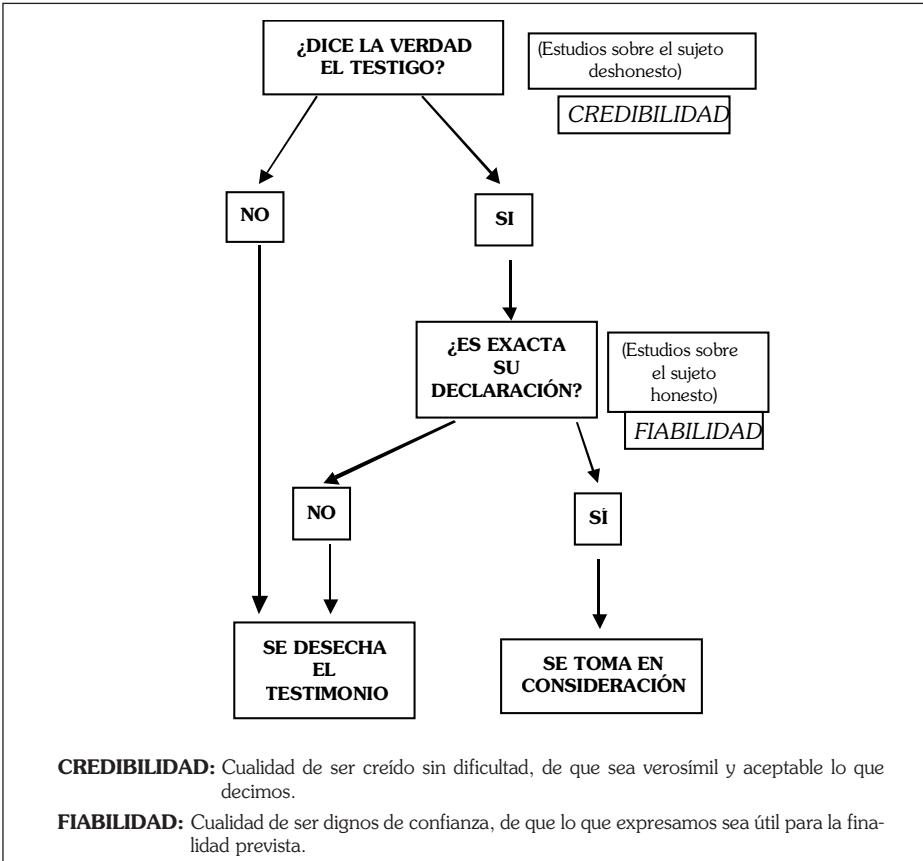 ¿DICE LA VERDAD
EL TESTIGO?
(Estudios sobre el sujeto
deshonesto)
CREDIBILIDAD
NO
SI
¿ES EXACTA
SU
DECLARACIÓN?
(Estudios sobre
el sujeto
honesto)
FIABILIDAD
NO
SÍ
SE DESECHA
EL
TESTIMONIO
SE TOMA EN
CONSIDERACIÓN
CREDIBILIDAD: Cualidad de ser creído sin dificultad, de que sea verosímil y aceptable lo que
decimos.
FIABILIDAD: Cualidad de ser dignos de confianza, de que lo que expresamos sea útil para la fina-
lidad prevista.